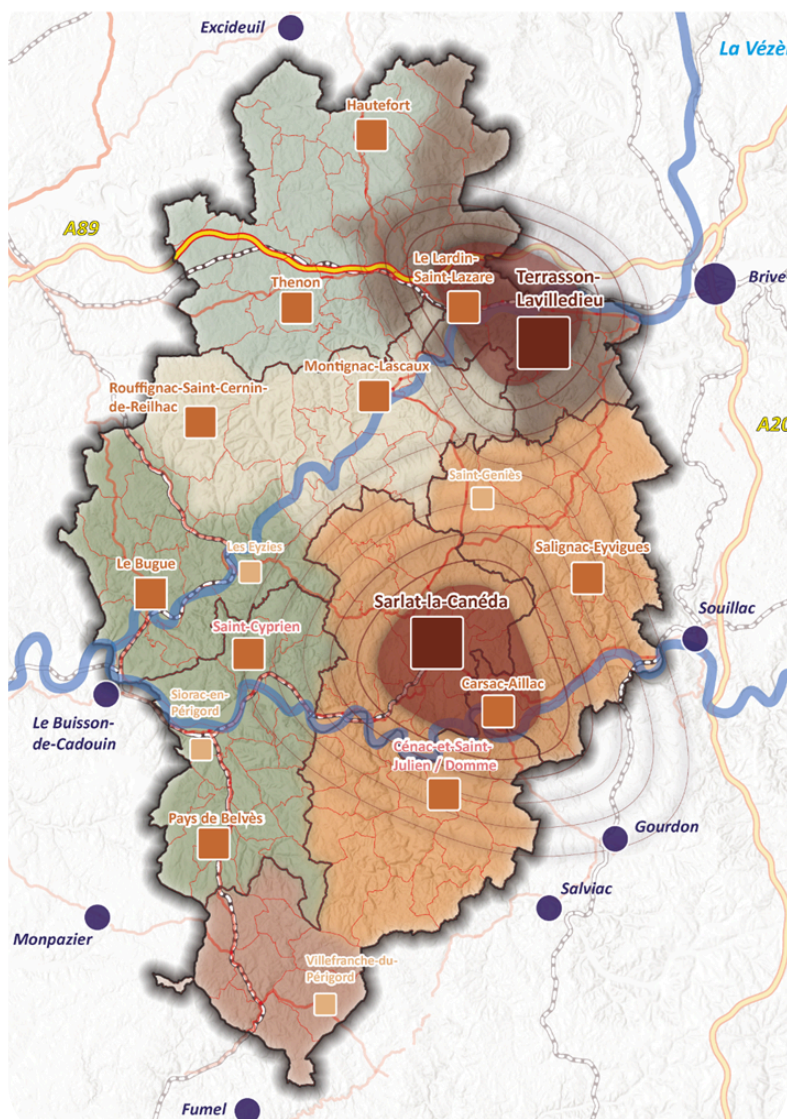 Excideuil
La Vézè
Hautefort
A89
Le Lardin-
Saint-Lazare
Terrasson-
Lavilledieu
Brive
Thenon
Montignac-Lascaux
Rouffignac-Saint-Cernin-
de-Reilhac
A20
Saint-Geniès
Les Eyzies
Salignac-Eyvigues
Le Bugue
Sarlat-la-Canéda
Souillac
Saint-Cyprien
Siorac-en-
Périgord
Carsac-Aillac
Le Buisson-
de-Cadouin
Cénac-et-Saint-
Julien / Domme
Pays de Belvès
Gourdon
Salviac
Monpazier
Villefranche-du-
Périgord
Fumel